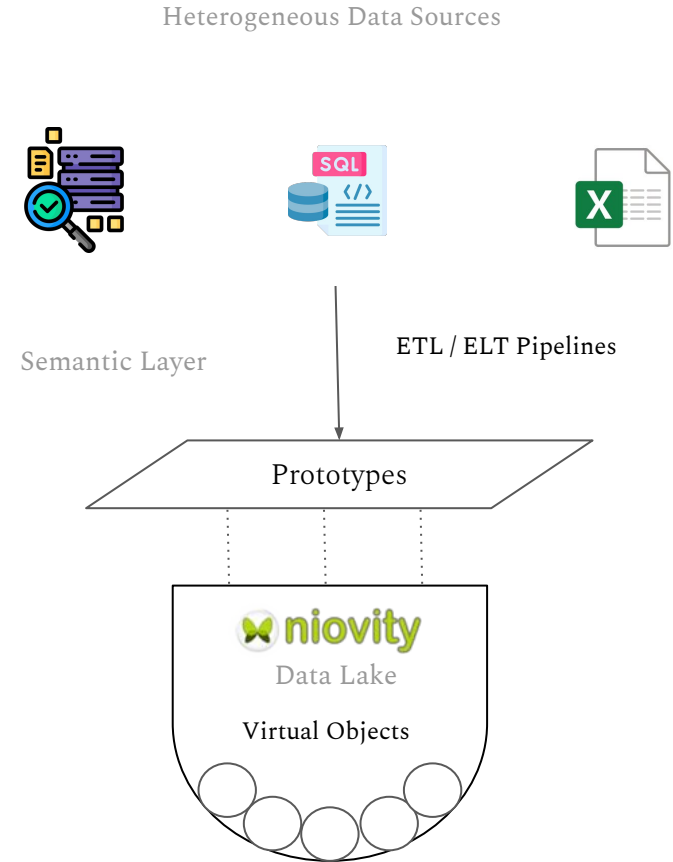 Heterogeneous Data Sources
SQL
</>
X
ETL / ELT Pipelines
Semantic Layer
Prototypes
niovity
Data Lake
Virtual Objects